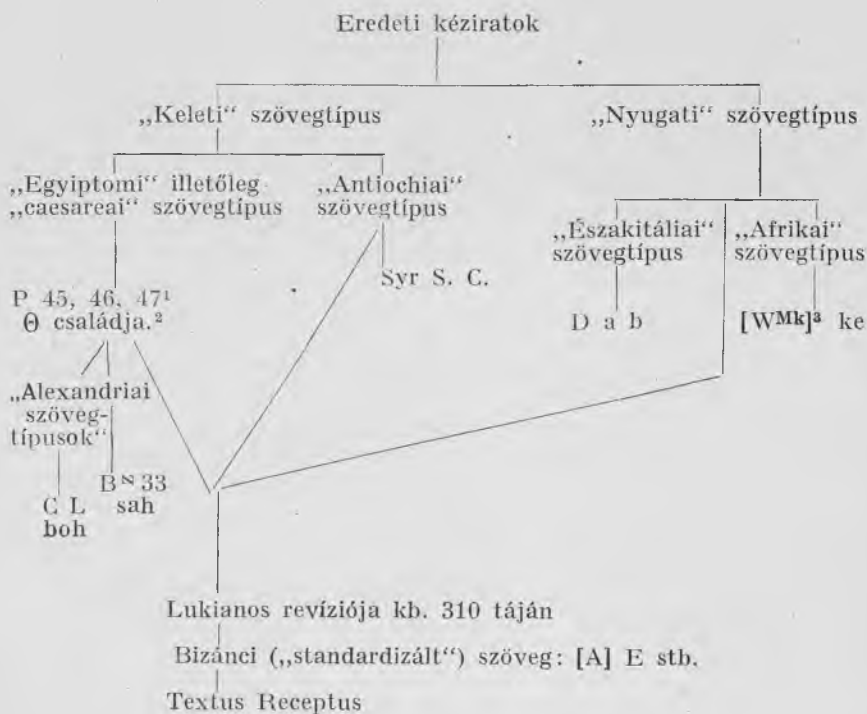 Eredeti kéziratok
„Keleti“ szövegtípus
„Nyugati“ szövegtípus
„Egyiptomi“ illetőleg
„caesareai“ szövegtípus
„Antiochiai“
szövegtípus
„Északitáliai“
szövegtípus
„Afrikai“
szövegtípus
Syr S. C.
P 45, 46, 47¹
Θ családja.²
D a b
[Wᴹᵏ]³ ke
„Alexandriai
szöveg-
típusok“
B ℵ 33
sah
C L
boh
Lukianos revíziója kb. 310 táján
Bizánci („standardizált“) szöveg: [A] E stb.
Textus Receptus